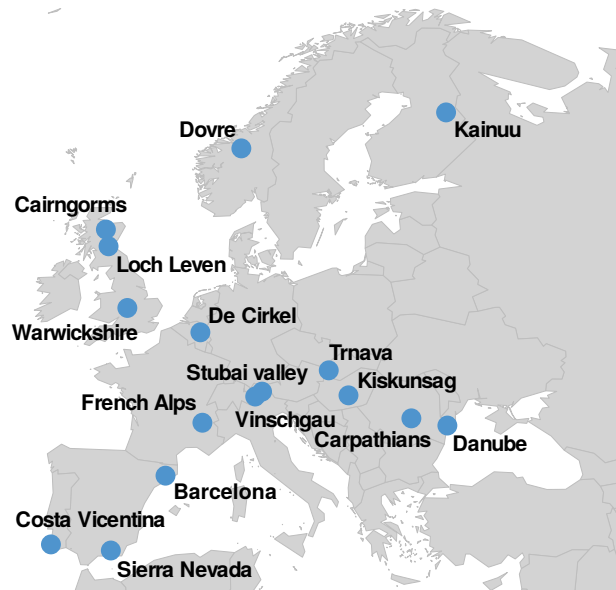 Dovre
Kainuu
Cairngorms
Loch Leven
Warwickshire
De Cirkel
Trnava
Stubai valley
Kiskunsag
French Alps
Vinschgau
Carpathians
Danube
Barcelona
Costa Vicentina
Sierra Nevada